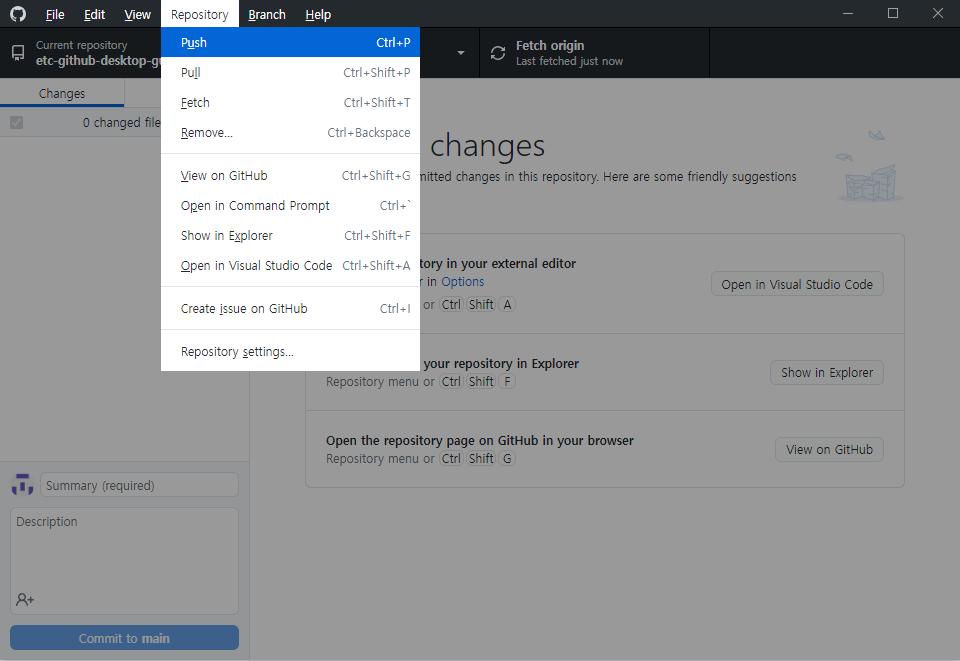 File Edit View Repository Branch Help
Current repository
etc-github-desktop-gu
Fetch origin
Last fetched just now
Push Ctrl+P
Pull Ctrl+Shift+P
Fetch Ctrl+Shift+T
Remove... Ctrl+Backspace
View on GitHub Ctrl+Shift+G
Open in Command Prompt Ctrl+`
Show in Explorer Ctrl+Shift+F
Open in Visual Studio Code Ctrl+Shift+A
Create issue on GitHub Ctrl+I
Repository settings...
Changes
0 changed file
changes
mitted changes in this repository. Here are some friendly suggestions
tory in your external editor
r in Options
or Ctrl Shift A
Open in Visual Studio Code
your repository in Explorer
Repository menu or Ctrl Shift F
Show in Explorer
Open the repository page on GitHub in your browser
Repository menu or Ctrl Shift G
View on GitHub
Summary (required)
Description
Commit to main